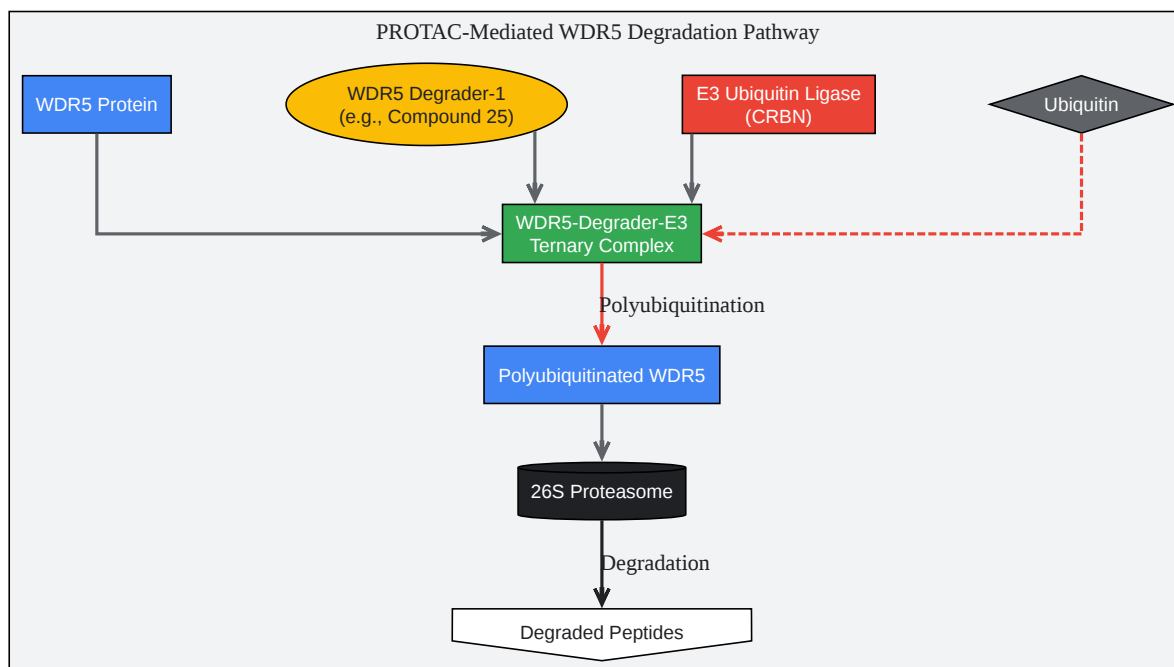 PROTAC-Mediated WDR5 Degradation Pathway
WDR5 Protein
WDR5 Degrader-1
(e.g., Compound 25)
E3 Ubiquitin Ligase
(CRBN)
Ubiquitin
WDR5-Degrader-E3
Ternary Complex
Polyubiquitination
Polyubiquitinated WDR5
26S Proteasome
Degradation
Degraded Peptides